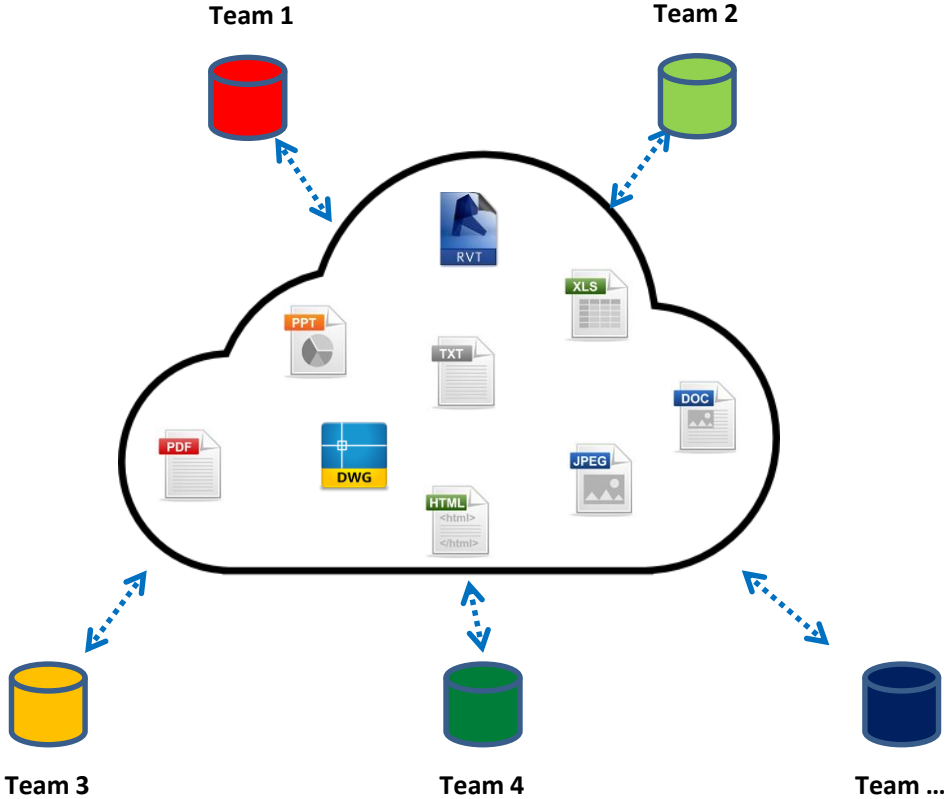 Team 1
Team 2
RVT
XLS
PPT
TXT
DOC
PDF
JPEG
DWG
HTML
<html>
</html>
Team 3
Team 4
Team ...